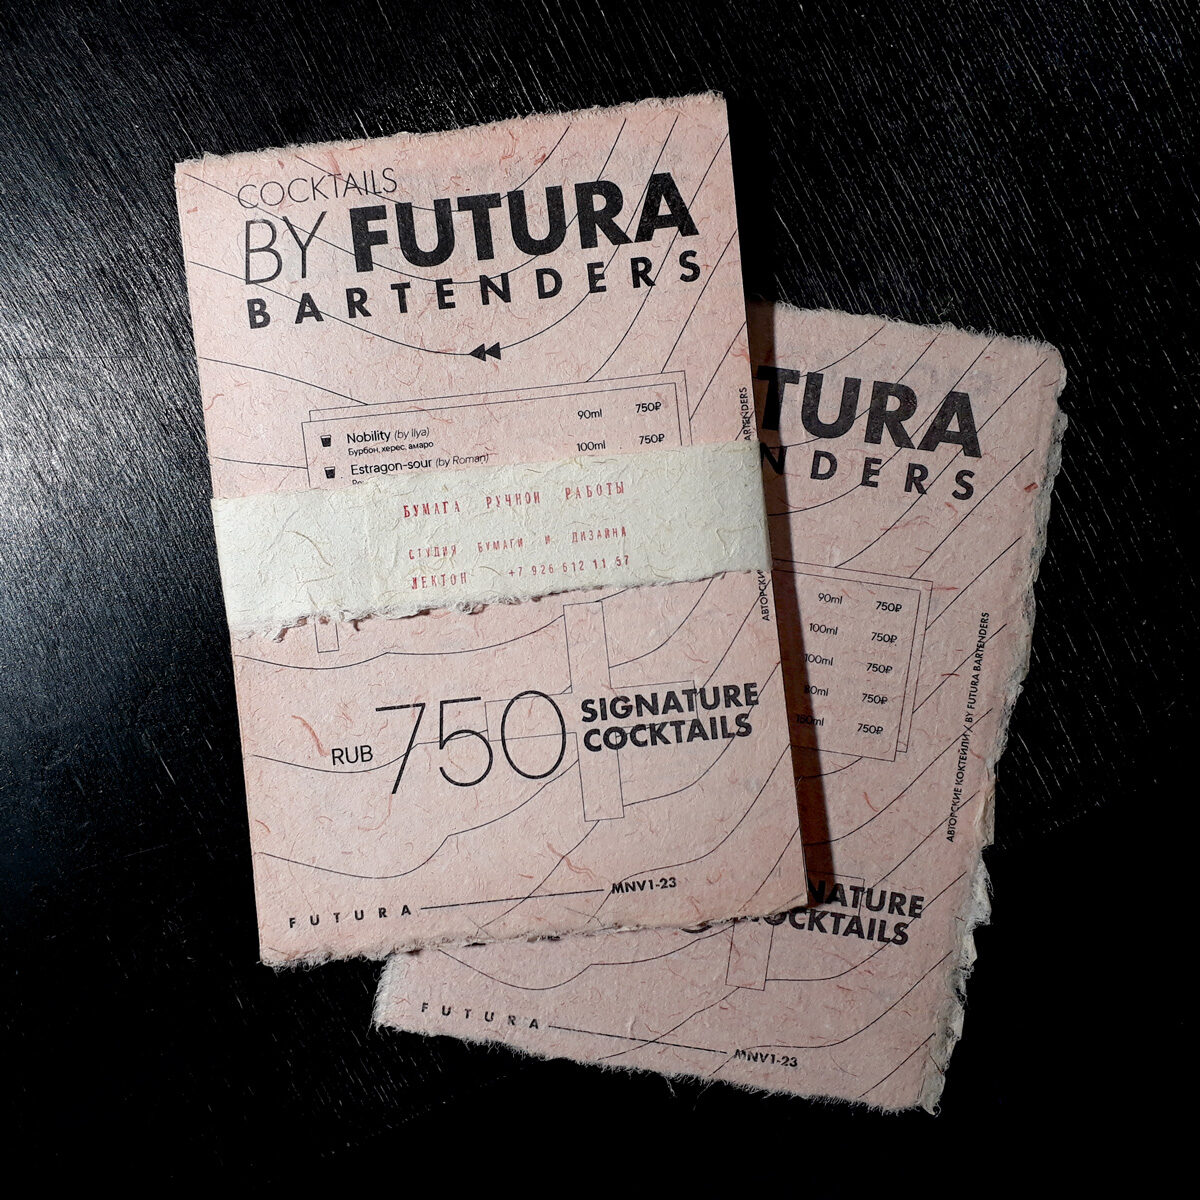 COCKTAILS
BY FUTURA
BARTENDERS
Nobility (by Ilya) 90ml 750₽
Бурбон, херес, амаро
Estragon-sour (by Roman) 100ml 750₽
БУМАГА РУЧНОЙ РАБОТЫ
СТУДИЯ БУМАГИ И ДИЗАЙНА
ЛЕКТОН +7 926 612 11 57
RUB 750 SIGNATURE
COCKTAILS
FUTURA MNV1-23
TURA
NDERS
90ml 750₽
100ml 750₽
100ml 750₽
750₽
750₽
АВТОРСКИЕ КОКТЕЙЛИ / BY FUTURA BARTENDERS
NATURE
COCKTAILS
FUTURA MNV1-23